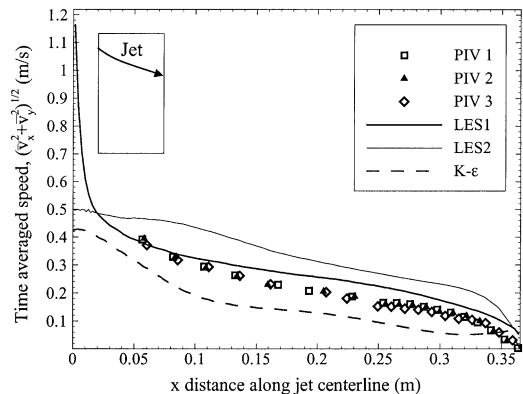 Time averaged speed, (v̄x²+v̄y²)^1/2 (m/s)
1.2
1.1
1
0.9
0.8
0.7
0.6
0.5
0.4
0.3
0.2
0.1
Jet
PIV 1
PIV 2
PIV 3
LES1
LES2
K-ε
0 0.05 0.1 0.15 0.2 0.25 0.3 0.35
x distance along jet centerline (m)